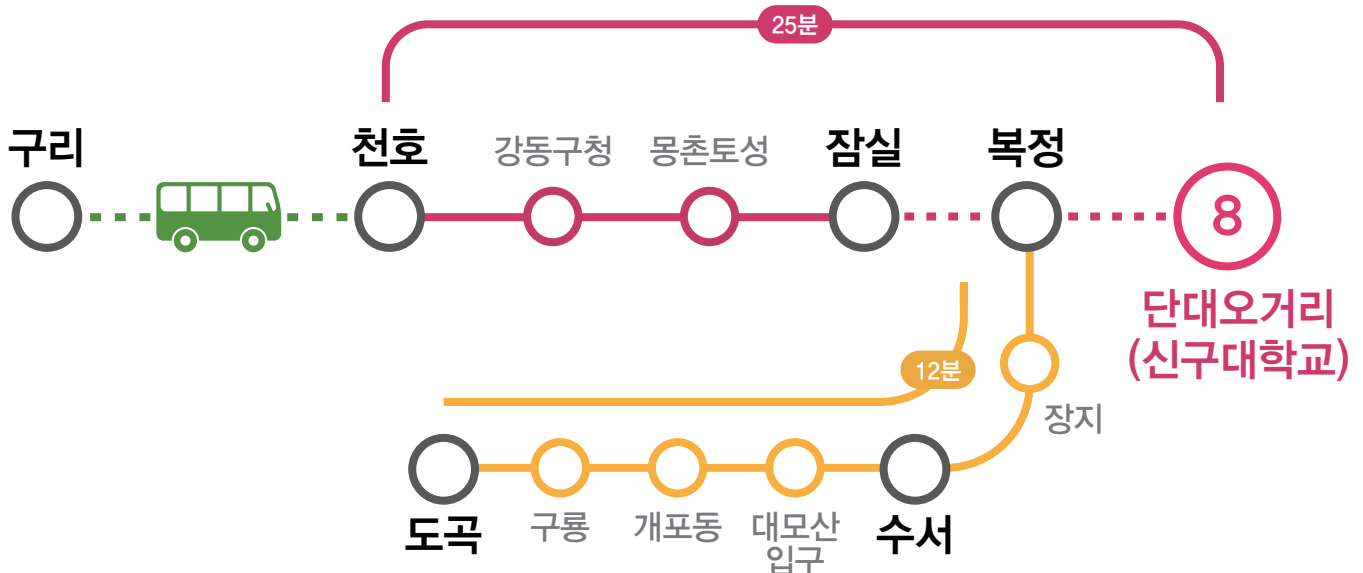 25분
구리
천호
강동구청
몽촌토성
잠실
복정
8
단대오거리
(신구대학교)
12분
장지
도곡
구룡
개포동
대모산
입구
수서